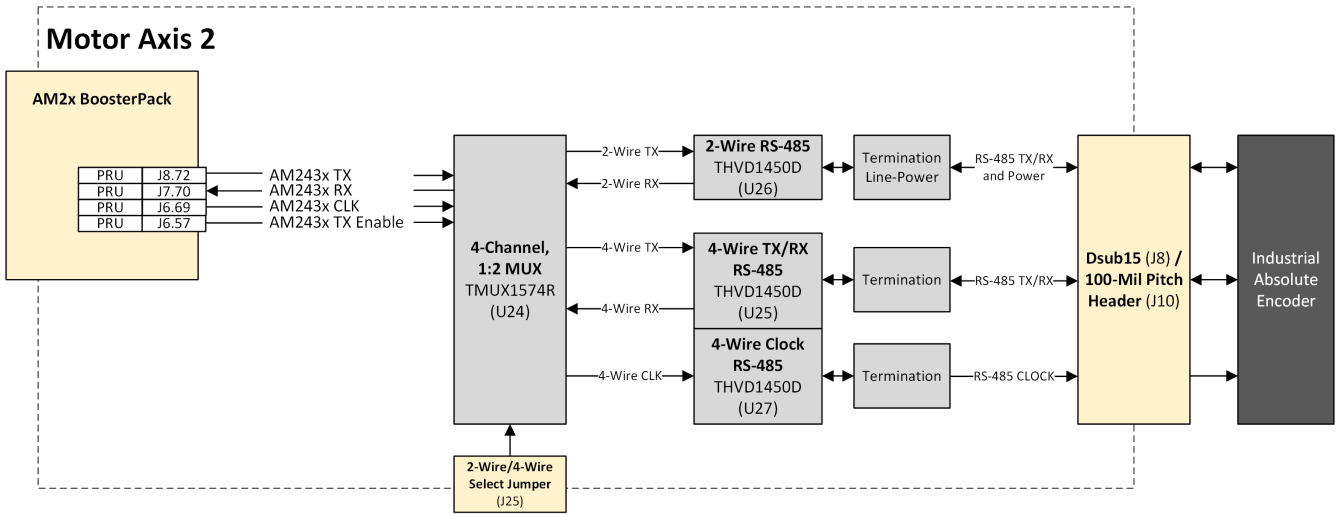 Motor Axis 2
AM2x BoosterPack
PRU J8.72
PRU J7.70
PRU J6.69
PRU J6.57
AM243x TX
AM243x RX
AM243x CLK
AM243x TX Enable
4-Channel,
1:2 MUX
TMUX1574R
(U24)
2-Wire/4-Wire
Select Jumper
(J25)
2-Wire TX
2-Wire RX
4-Wire TX
4-Wire RX
4-Wire CLK
2-Wire RS-485
THVD1450D
(U26)
4-Wire TX/RX
RS-485
THVD1450D
(U25)
4-Wire Clock
RS-485
THVD1450D
(U27)
Termination
Line-Power
Termination
Termination
RS-485 TX/RX
and Power
RS-485 TX/RX
RS-485 CLOCK
Dsub15 (J8) /
100-Mil Pitch
Header (J10)
Industrial
Absolute
Encoder